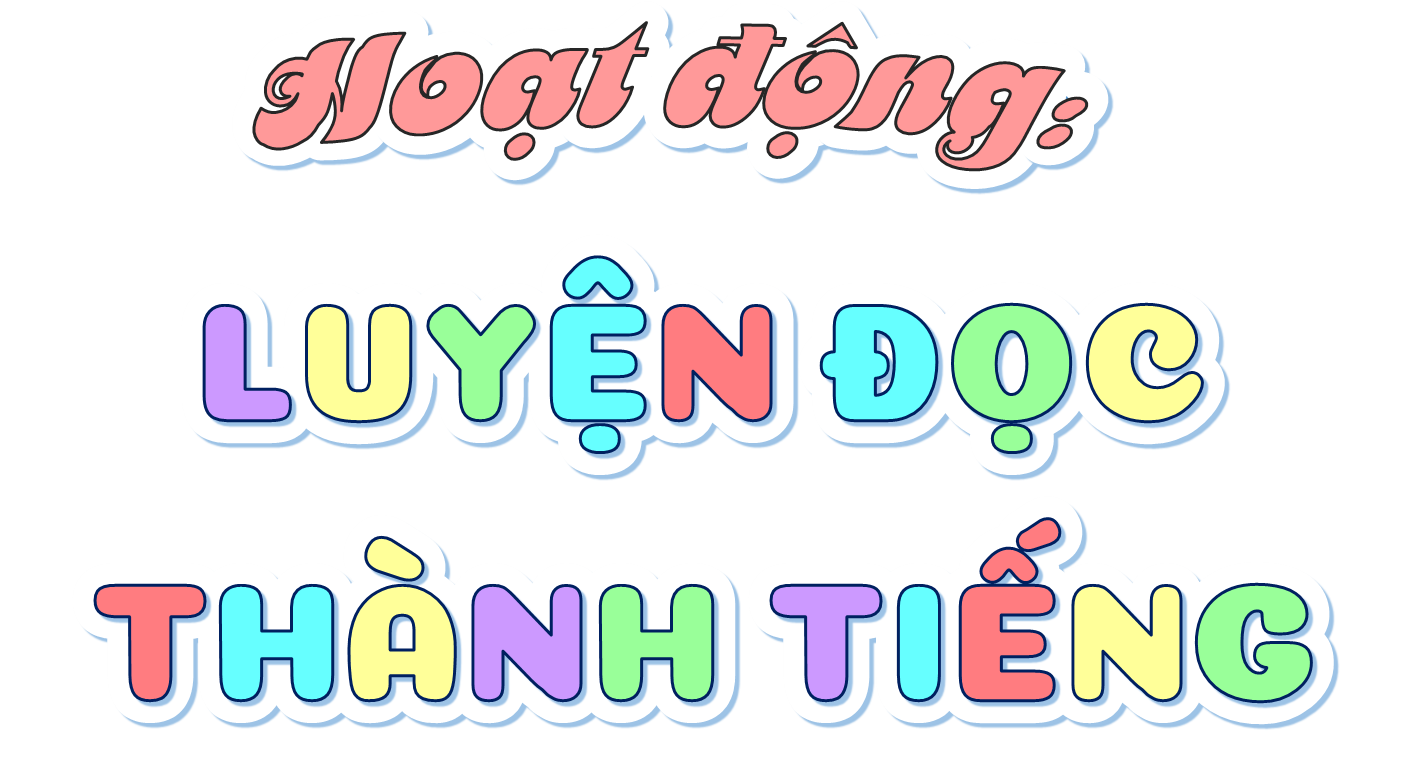 Hoạt động:
LUYỆN ĐỌC
THÀNH TIẾNG